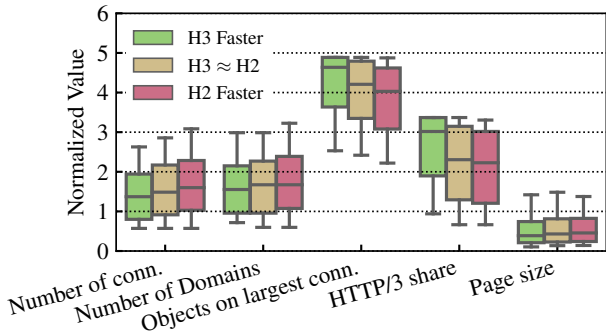 6
5
4
3
2
1
0
Normalized Value
H3 Faster
H3 ≈ H2
H2 Faster
Number of conn.
Number of Domains
Objects on largest conn.
HTTP/3 share
Page size